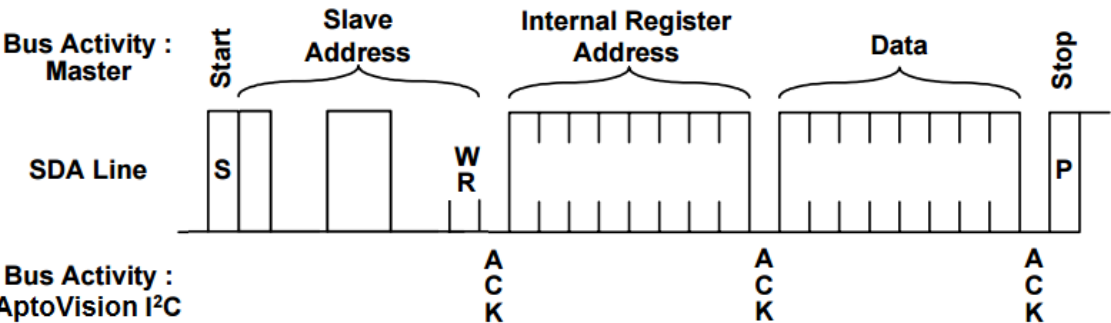 Bus Activity :
Master
Start
Slave
Address
Internal Register
Address
Data
Stop
SDA Line
S
W
R
P
Bus Activity :
AptoVision I²C
A
C
K
A
C
K
A
C
K